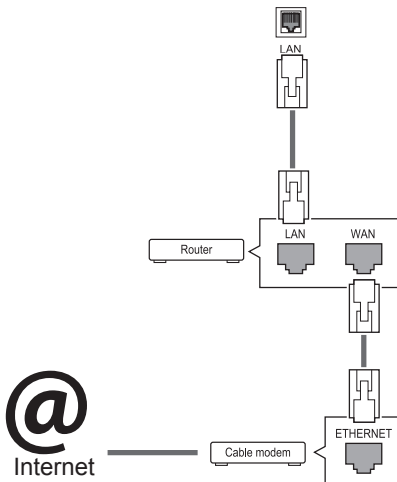 LAN
LAN WAN
Router
ETHERNET
@
Internet
Cable modem